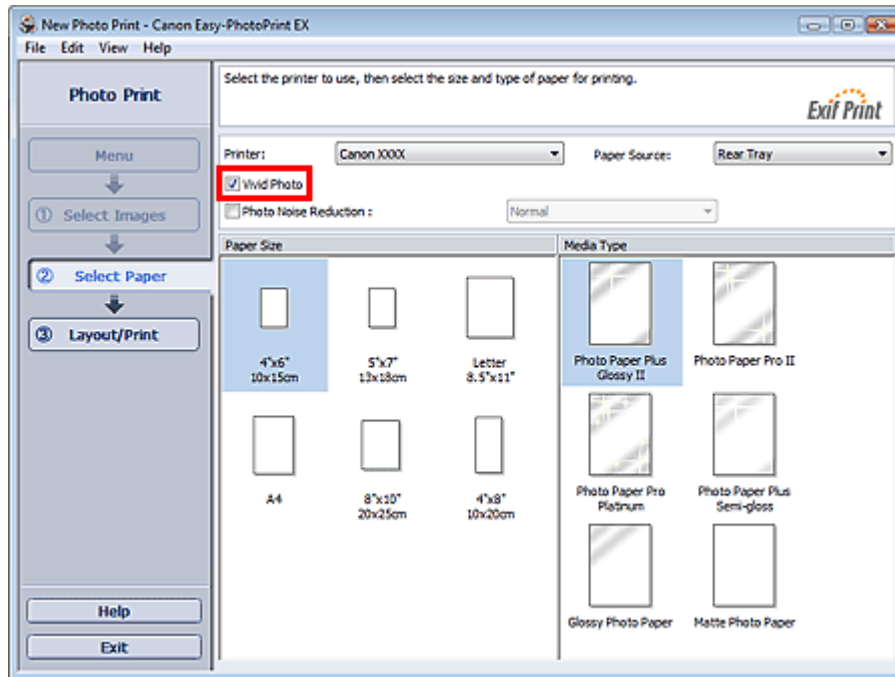 New Photo Print - Canon Easy-PhotoPrint EX
File Edit View Help
Photo Print
Select the printer to use, then select the size and type of paper for printing.
Exif Print
Menu
① Select Images
② Select Paper
③ Layout/Print
Help
Exit
Printer: Canon XXXX Paper Source: Rear Tray
Vivid Photo
Photo Noise Reduction : Normal
Paper Size
4"x6"
10x15cm
5"x7"
13x18cm
Letter
8.5"x11"
A4
8"x10"
20x25cm
4"x8"
10x20cm
Media Type
Photo Paper Plus
Glossy II
Photo Paper Pro II
Photo Paper Pro
Platinum
Photo Paper Plus
Semi-gloss
Glossy Photo Paper
Matte Photo Paper